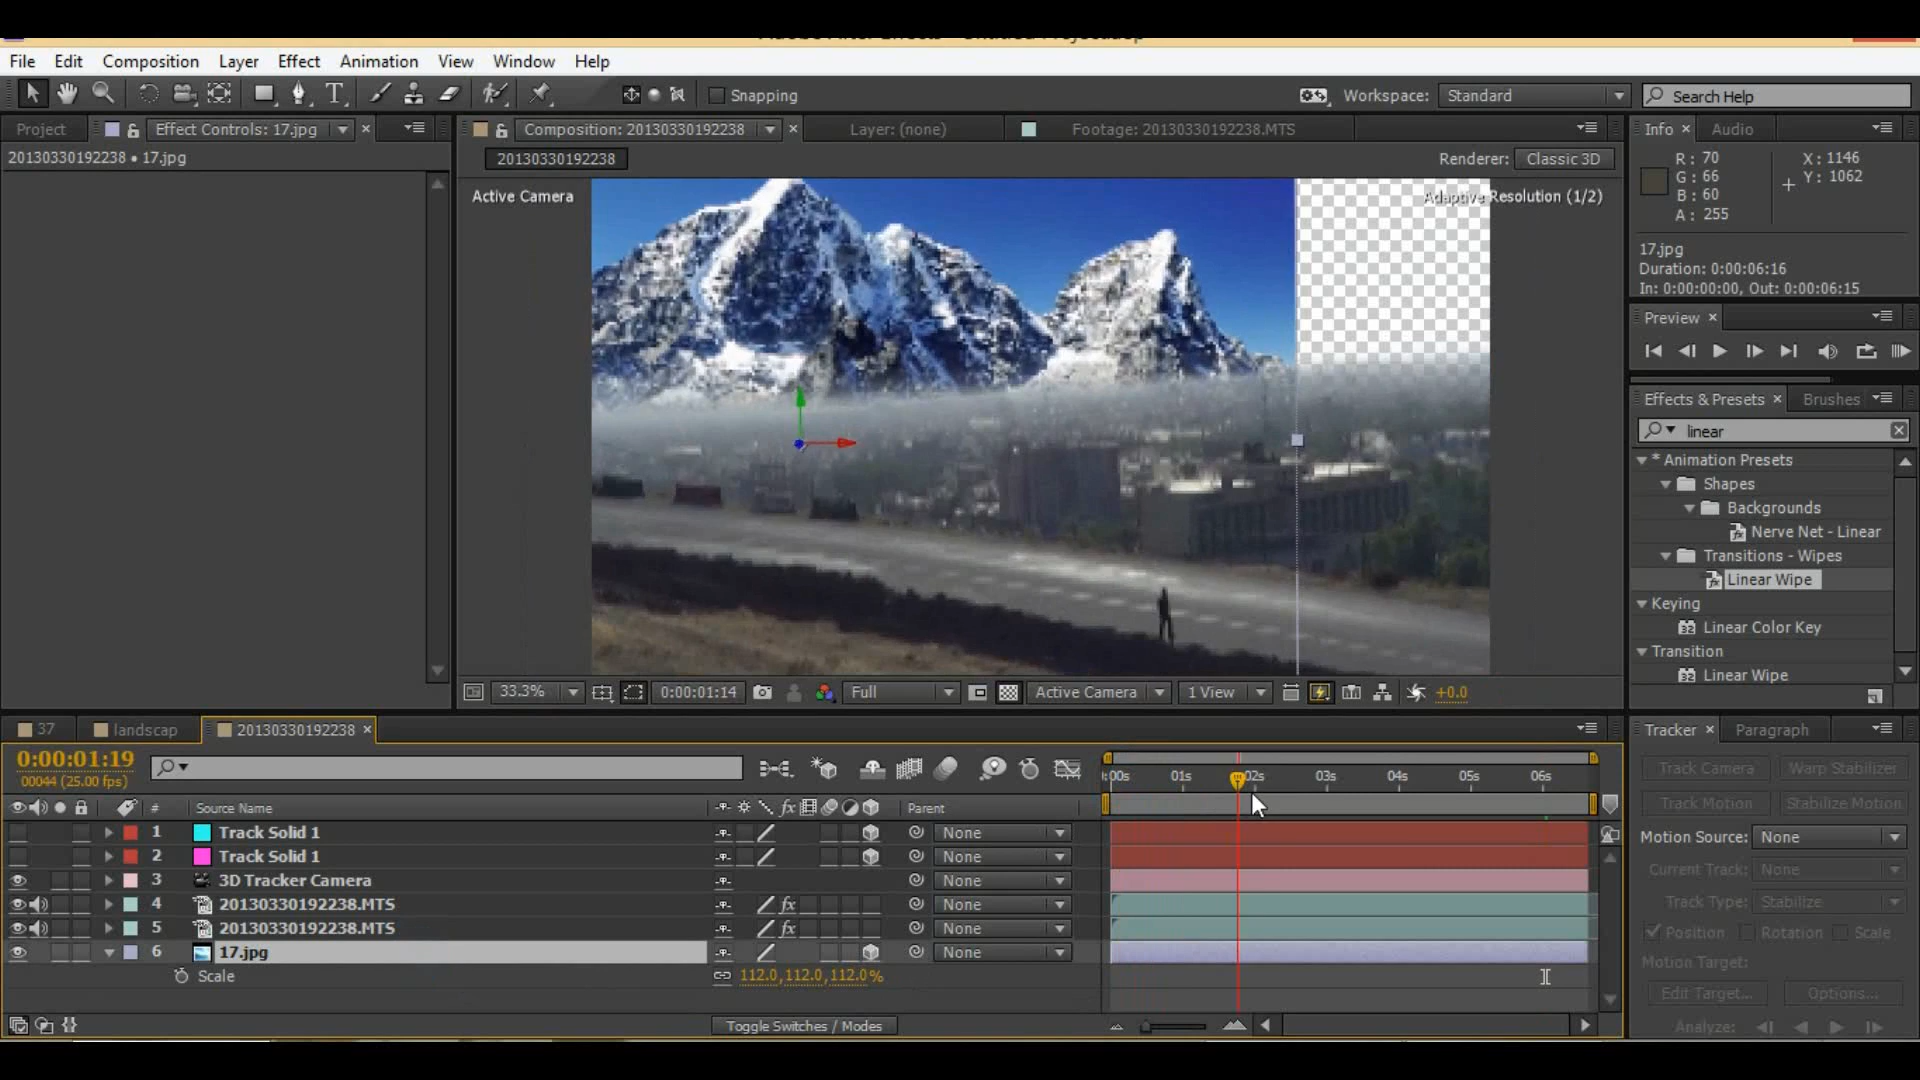 File Edit Composition Layer Effect Animation View Window Help
Snapping
Workspace: Standard
Search Help
Project
Effect Controls: 17.jpg
20130330192238 • 17.jpg
Composition: 20130330192238
Layer: (none)
Footage: 20130330192238.MTS
20130330192238
Renderer: Classic 3D
Active Camera
Adaptive Resolution (1/2)
33.3%
0:00:01:14
Full
Active Camera
1 View
+0.0
Info
Audio
R: 70
G: 66
B: 60
A: 255
X: 1146
Y: 1062
17.jpg
Duration: 0:00:06:16
In: 0:00:00:00, Out: 0:00:06:15
Preview
Effects & Presets
Brushes
linear
* Animation Presets
Shapes
Backgrounds
Nerve Net - Linear
Transitions - Wipes
Linear Wipe
Keying
32 Linear Color Key
Transition
32 Linear Wipe
37
landscap
20130330192238
0:00:01:19
00044 (25.00 fps)
:00s 01s 02s 03s 04s 05s 06s
# Source Name
fx
Parent
1 Track Solid 1 None
2 Track Solid 1 None
3 3D Tracker Camera None
4 20130330192238.MTS fx None
5 20130330192238.MTS fx None
6 17.jpg None
Scale 112.0,112.0,112.0%
Toggle Switches / Modes
Tracker
Paragraph
Track Camera
Warp Stabilizer
Track Motion
Stabilize Motion
Motion Source: None
Current Track: None
Track Type: Stabilize
Position Rotation Scale
Motion Target:
Edit Target...
Options...
Analyze: